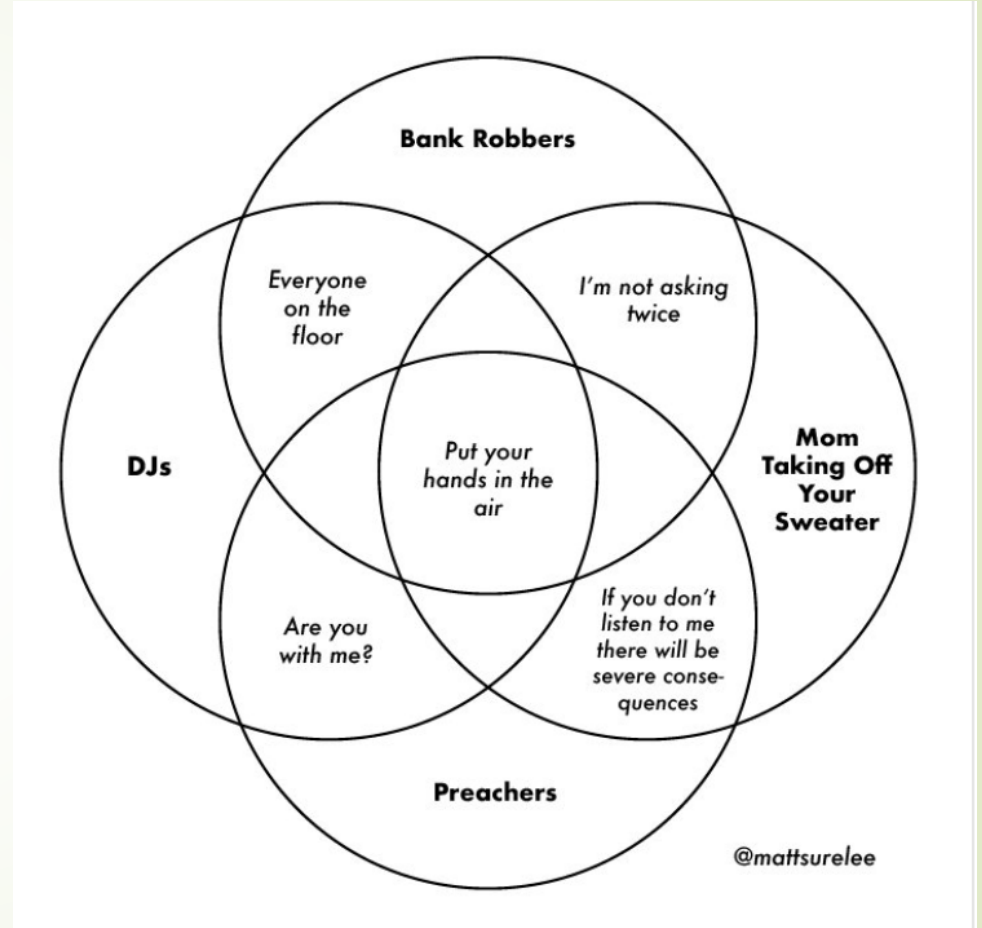 Bank Robbers
Everyone
on the
floor
I'm not asking
twice
DJs
Put your
hands in the
air
Mom
Taking Off
Your
Sweater
Are you
with me?
If you don't
listen to me
there will be
severe conse-
quences
Preachers
@mattsurelee